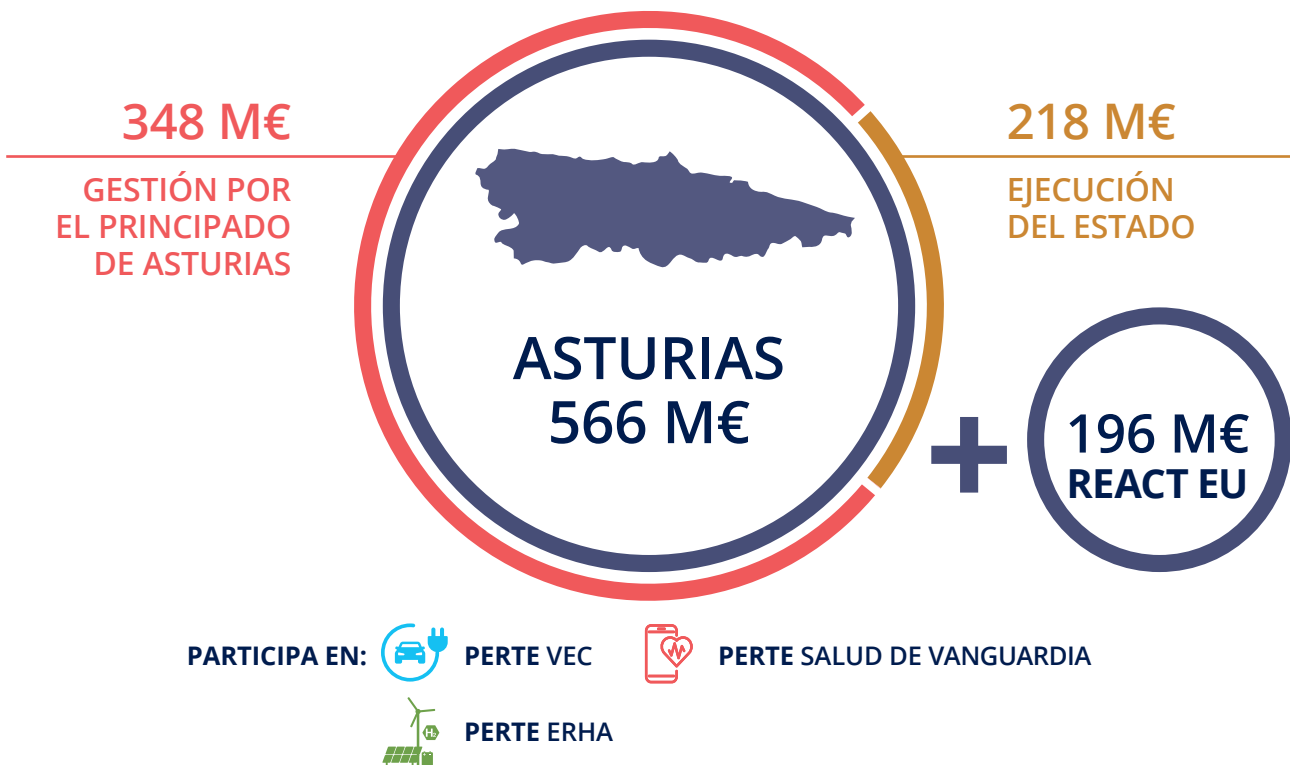 348 M€
GESTIÓN POR
EL PRINCIPADO
DE ASTURIAS
218 M€
EJECUCIÓN
DEL ESTADO
ASTURIAS
566 M€
+
196 M€
REACT EU
PARTICIPA EN:
PERTE VEC
PERTE SALUD DE VANGUARDIA
H₂
PERTE ERHA